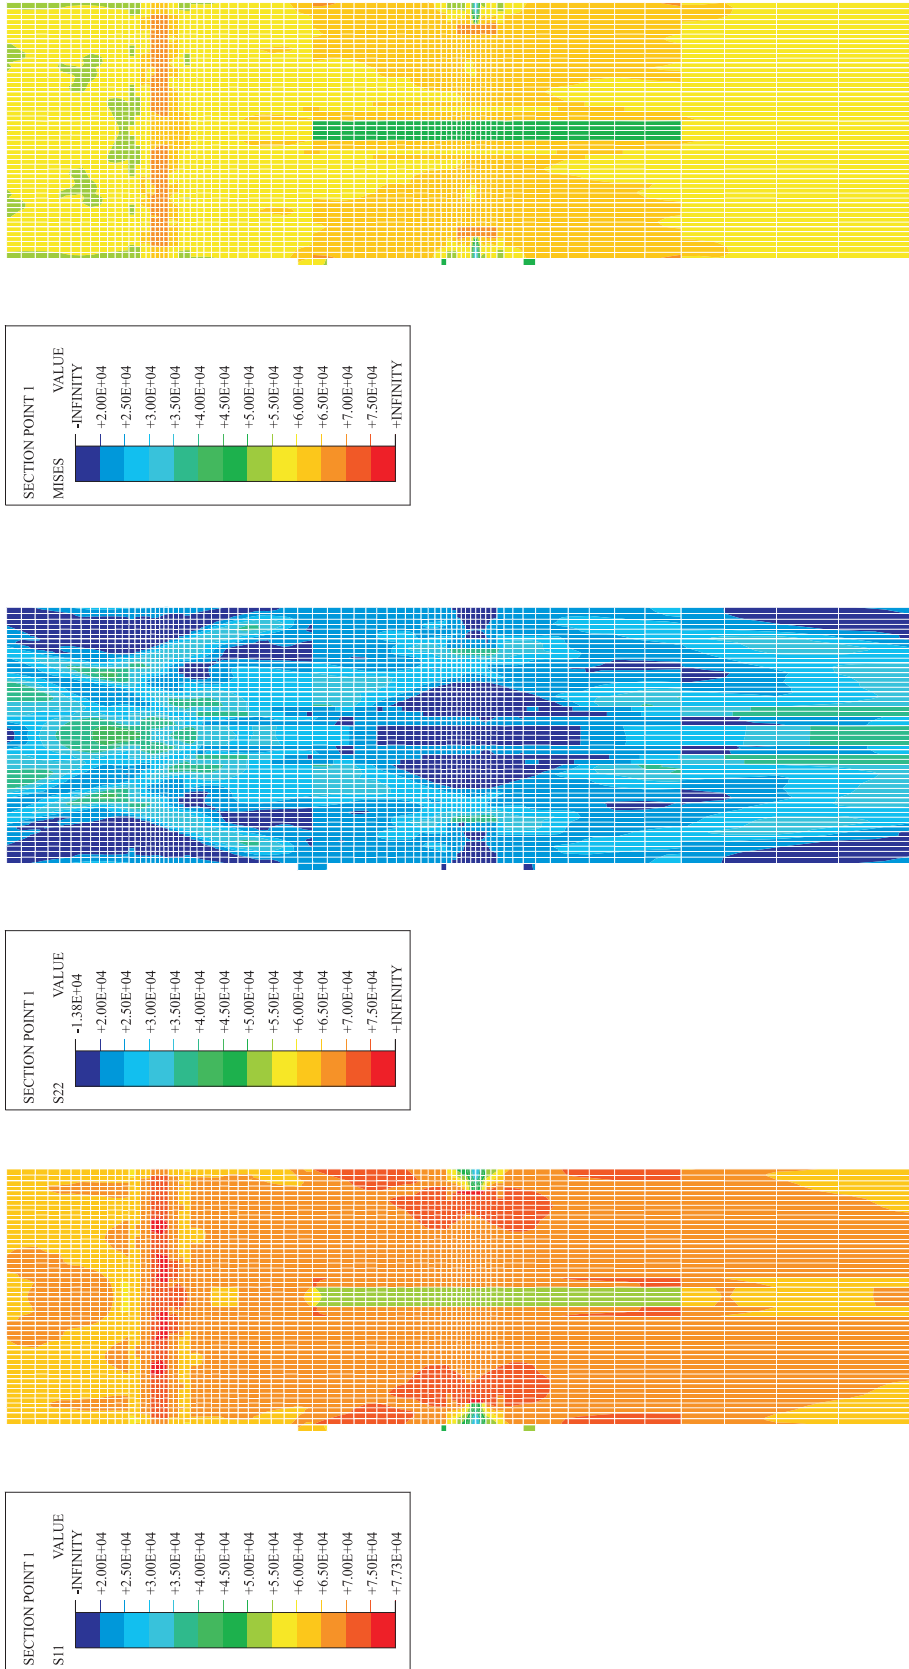 SECTION POINT 1
MISES VALUE
-INFINITY
+2.00E+04
+2.50E+04
+3.00E+04
+3.50E+04
+4.00E+04
+4.50E+04
+5.00E+04
+5.50E+04
+6.00E+04
+6.50E+04
+7.00E+04
+7.50E+04
+INFINITY
SECTION POINT 1
S22 VALUE
-1.38E+04
+2.00E+04
+2.50E+04
+3.00E+04
+3.50E+04
+4.00E+04
+4.50E+04
+5.00E+04
+5.50E+04
+6.00E+04
+6.50E+04
+7.00E+04
+7.50E+04
+INFINITY
SECTION POINT 1
S11 VALUE
-INFINITY
+2.00E+04
+2.50E+04
+3.00E+04
+3.50E+04
+4.00E+04
+4.50E+04
+5.00E+04
+5.50E+04
+6.00E+04
+6.50E+04
+7.00E+04
+7.50E+04
+7.73E+04